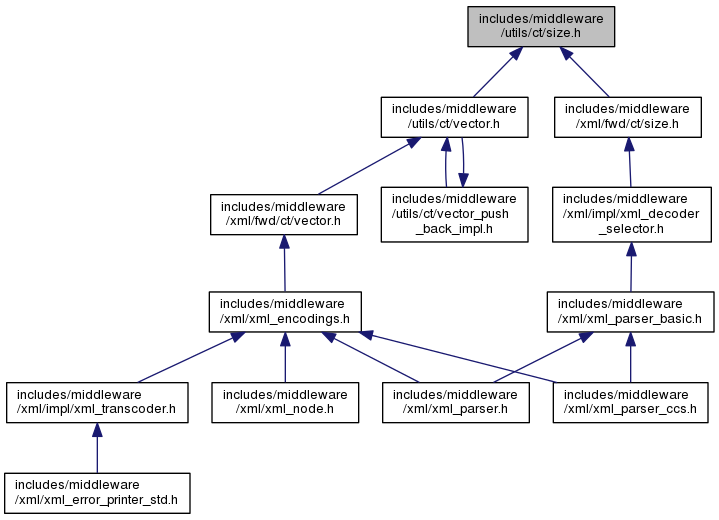 includes/middleware
/utils/ct/size.h
includes/middleware
/utils/ct/vector.h
includes/middleware
/xml/fwd/ct/size.h
includes/middleware
/xml/fwd/ct/vector.h
includes/middleware
/utils/ct/vector_push
_back_impl.h
includes/middleware
/xml/impl/xml_decoder
_selector.h
includes/middleware
/xml/xml_encodings.h
includes/middleware
/xml/xml_parser_basic.h
includes/middleware
/xml/impl/xml_transcoder.h
includes/middleware
/xml/xml_node.h
includes/middleware
/xml/xml_parser.h
includes/middleware
/xml/xml_parser_ccs.h
includes/middleware
/xml/xml_error_printer_std.h